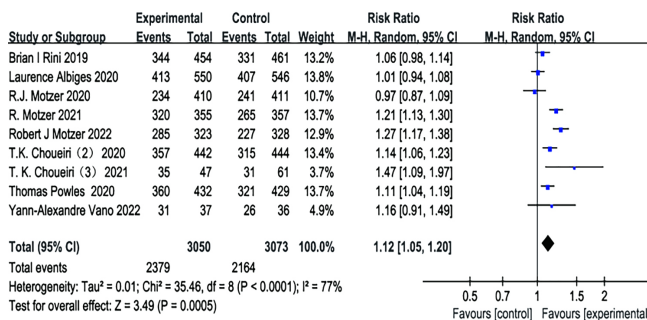 Experimental Control Risk Ratio Risk Ratio
Study or Subgroup Events Total Events Total Weight M-H, Random, 95% CI M-H, Random, 95% CI
Brian I Rini 2019 344 454 331 461 13.2% 1.06 [0.98, 1.14]
Laurence Albiges 2020 413 550 407 546 13.4% 1.01 [0.94, 1.08]
R.J. Motzer 2020 234 410 241 411 10.9% 0.97 [0.87, 1.09]
R. Motzer 2021 320 355 265 357 13.6% 1.21 [1.13, 1.30]
Robert J Motzer 2022 285 323 227 328 12.9% 1.27 [1.17, 1.38]
T.K. Choueiri（2）2020 357 442 315 444 13.4% 1.14 [1.06, 1.23]
T. K. Choueiri（3）2021 35 47 31 61 3.4% 1.47 [1.09, 1.97]
Thomas Powles 2020 360 432 321 429 13.6% 1.11 [1.04, 1.19]
Yann-Alexandre Vano 2022 31 37 26 36 4.9% 1.16 [0.91, 1.49]
Total (95% CI) 3050 3073 100.0% 1.12 [1.05, 1.20]
Total events 2379 2164
Heterogeneity: Tau² = 0.01; Chi² = 35.46, df = 8 (P < 0.0001); I² = 77%
Test for overall effect: Z = 3.49 (P = 0.0005)
0.5 0.7 1 1.5 2
Favours [control] Favours [experimental]